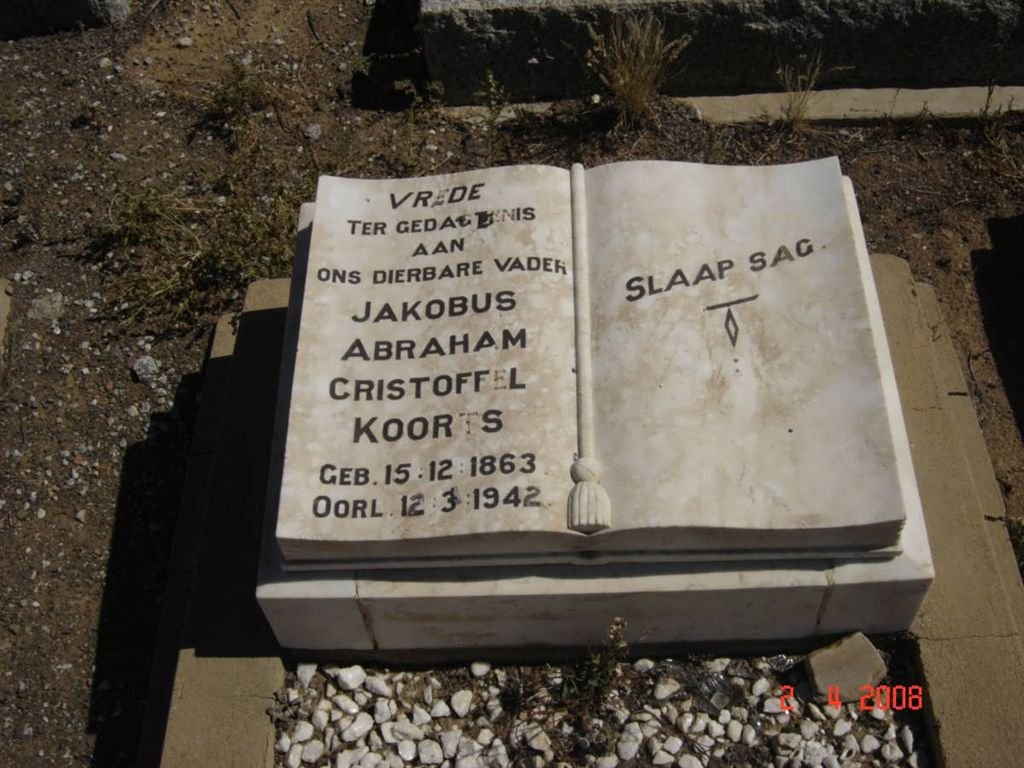 VREDE
TER GEDAGTENIS
AAN
ONS DIERBARE VADER
JAKOBUS
ABRAHAM
CRISTOFFEL
KOORTS
GEB. 15.12.1863
OORL. 12.3.1942.
SLAAP SAG.
2 4 2008